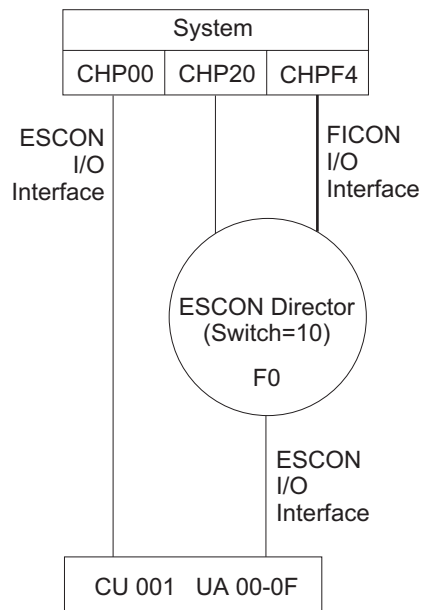 System
CHP00 CHP20 CHPF4
ESCON
I/O
Interface
FICON
I/O
Interface
ESCON Director
(Switch=10)
F0
ESCON
I/O
Interface
CU 001 UA 00-0F